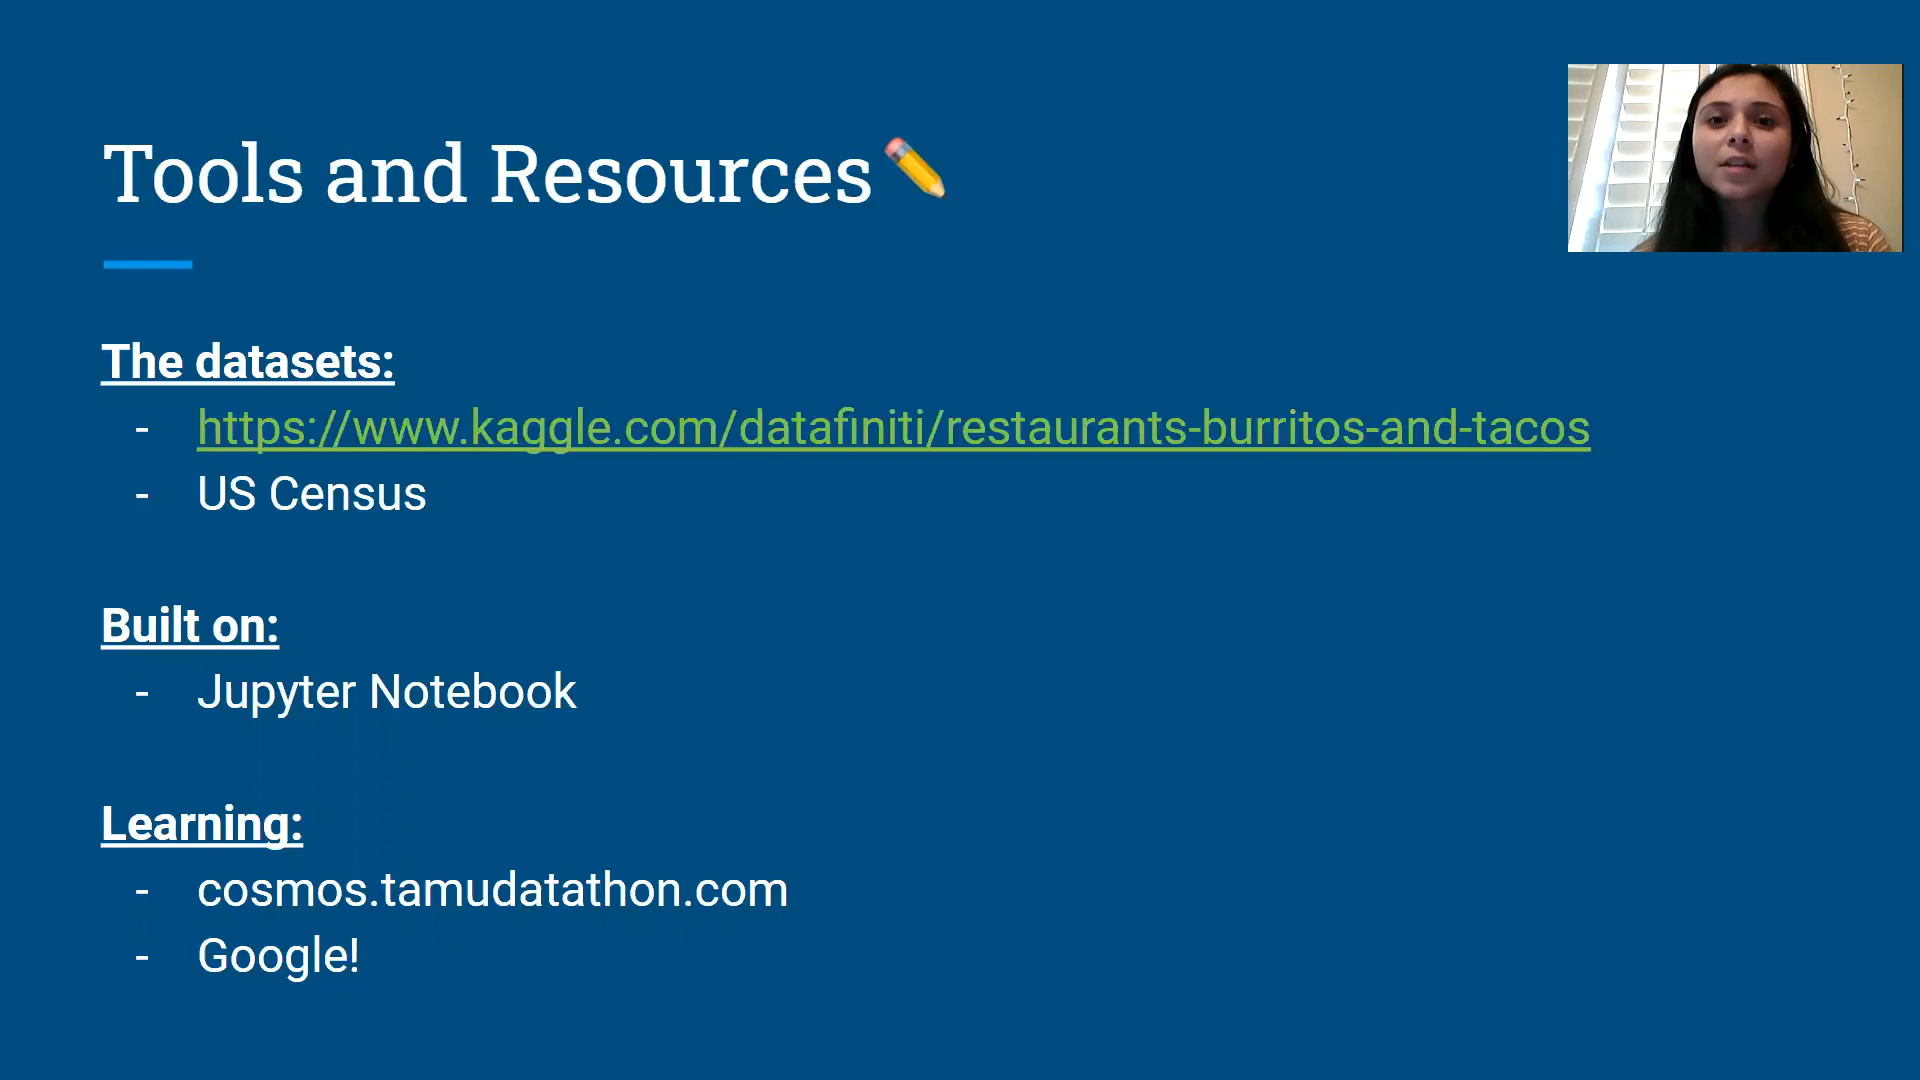 Tools and Resources✏️
The datasets:
- https://www.kaggle.com/datafiniti/restaurants-burritos-and-tacos
- US Census
Built on:
- Jupyter Notebook
Learning:
- cosmos.tamudatathon.com
- Google!